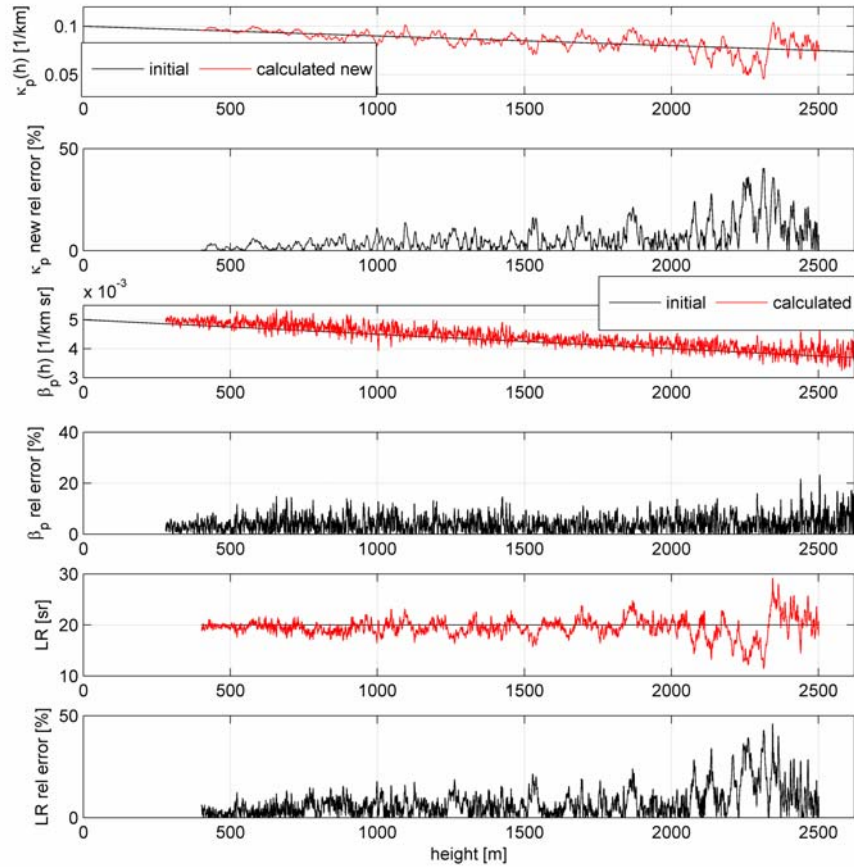 κp(h) [1/km]
0.1
0.05
initial
calculated new
0 500 1000 1500 2000 2500
κp new rel error [%]
50
0
0 500 1000 1500 2000 2500
x 10-3
βp(h) [1/km sr]
5
4
3
initial
calculated
0 500 1000 1500 2000 2500
βp rel error [%]
40
20
0
0 500 1000 1500 2000 2500
LR [sr]
30
20
10
0 500 1000 1500 2000 2500
LR rel error [%]
50
0
0 500 1000 1500 2000 2500
height [m]